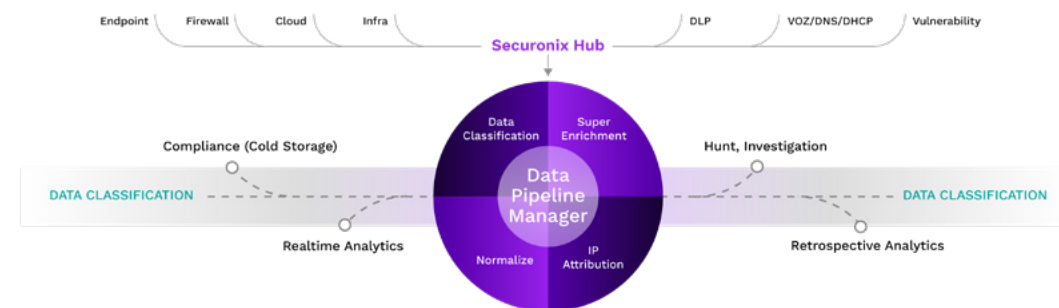 Endpoint Firewall Cloud Infra DLP VOZ/DNS/DHCP Vulnerability
Securonix Hub
Data
Classification
Super
Enrichment
Compliance (Cold Storage)
Hunt, Investigation
Data
Pipeline
Manager
DATA CLASSIFICATION
DATA CLASSIFICATION
Realtime Analytics
Retrospective Analytics
Normalize
IP
Attribution